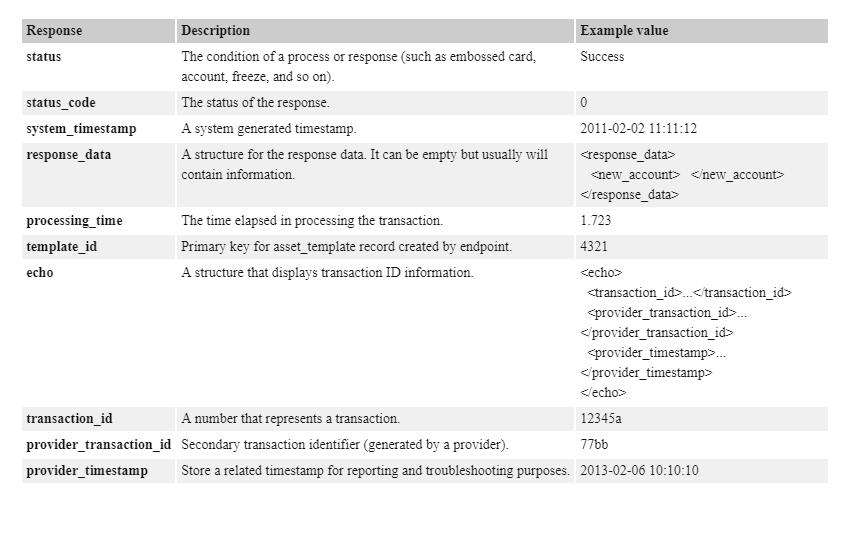 Response Description Example value
status The condition of a process or response (such as embossed card, Success
account, freeze, and so on).
status_code The status of the response. 0
system_timestamp A system generated timestamp. 2011-02-02 11:11:12
response_data A structure for the response data. It can be empty but usually will <response_data>
contain information. <new_account> </new_account>
</response_data>
processing_time The time elapsed in processing the transaction. 1.723
template_id Primary key for asset_template record created by endpoint. 4321
echo A structure that displays transaction ID information. <echo>
<transaction_id>...</transaction_id>
<provider_transaction_id>...
</provider_transaction_id>
<provider_timestamp>...
</provider_timestamp>
</echo>
transaction_id A number that represents a transaction. 12345a
provider_transaction_id Secondary transaction identifier (generated by a provider). 77bb
provider_timestamp Store a related timestamp for reporting and troubleshooting purposes. 2013-02-06 10:10:10